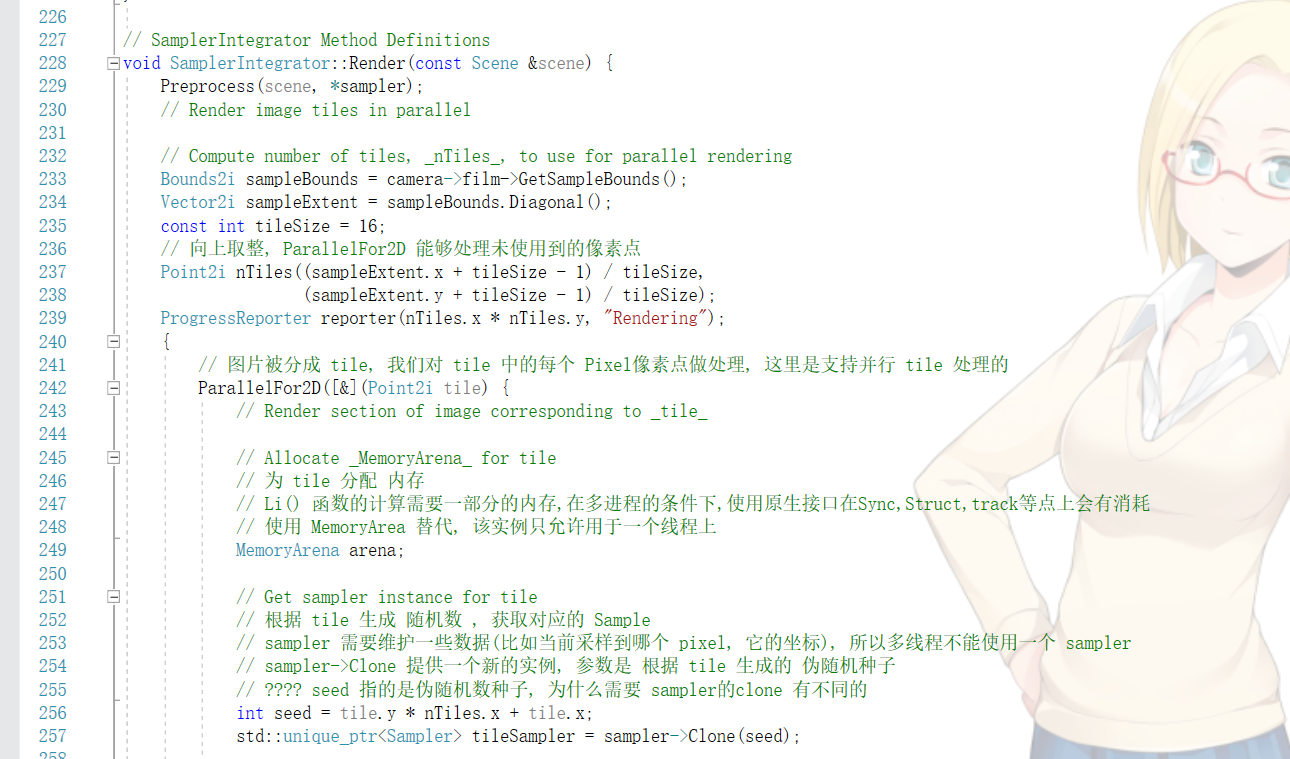 226
227 // SamplerIntegrator Method Definitions
228 void SamplerIntegrator::Render(const Scene &scene) {
229 Preprocess(scene, *sampler);
230 // Render image tiles in parallel
231
232 // Compute number of tiles, _nTiles_, to use for parallel rendering
233 Bounds2i sampleBounds = camera->film->GetSampleBounds();
234 Vector2i sampleExtent = sampleBounds.Diagonal();
235 const int tileSize = 16;
236 // 向上取整, ParallelFor2D 能够处理未使用到的像素点
237 Point2i nTiles((sampleExtent.x + tileSize - 1) / tileSize,
238 (sampleExtent.y + tileSize - 1) / tileSize);
239 ProgressReporter reporter(nTiles.x * nTiles.y, "Rendering");
240 {
241 // 图片被分成 tile, 我们对 tile 中的每个 Pixel像素点做处理, 这里是支持并行 tile 处理的
242 ParallelFor2D([&](Point2i tile) {
243 // Render section of image corresponding to _tile_
244
245 // Allocate _MemoryArena_ for tile
246 // 为 tile 分配 内存
247 // Li() 函数的计算需要一部分的内存,在多进程的条件下,使用原生接口在Sync,Struct,track等点上会有消耗
248 // 使用 MemoryArea 替代, 该实例只允许用于一个线程上
249 MemoryArena arena;
250
251 // Get sampler instance for tile
252 // 根据 tile 生成 随机数 , 获取对应的 Sample
253 // sampler 需要维护一些数据(比如当前采样到哪个 pixel, 它的坐标), 所以多线程不能使用一个 sampler
254 // sampler->Clone 提供一个新的实例, 参数是 根据 tile 生成的 伪随机种子
255 // ???? seed 指的是伪随机数种子, 为什么需要 sampler的clone 有不同的
256 int seed = tile.y * nTiles.x + tile.x;
257 std::unique_ptr<Sampler> tileSampler = sampler->Clone(seed);
258